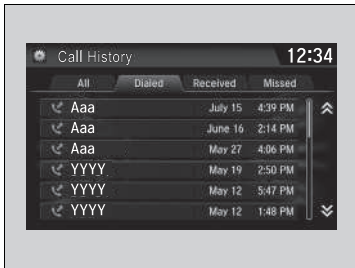 Call History 12:34
All Dialed Received Missed
Aaa July 15 4:39 PM
Aaa June 16 2:14 PM
Aaa May 27 4:06 PM
YYYY May 19 2:50 PM
YYYY May 12 5:47 PM
YYYY May 12 1:48 PM